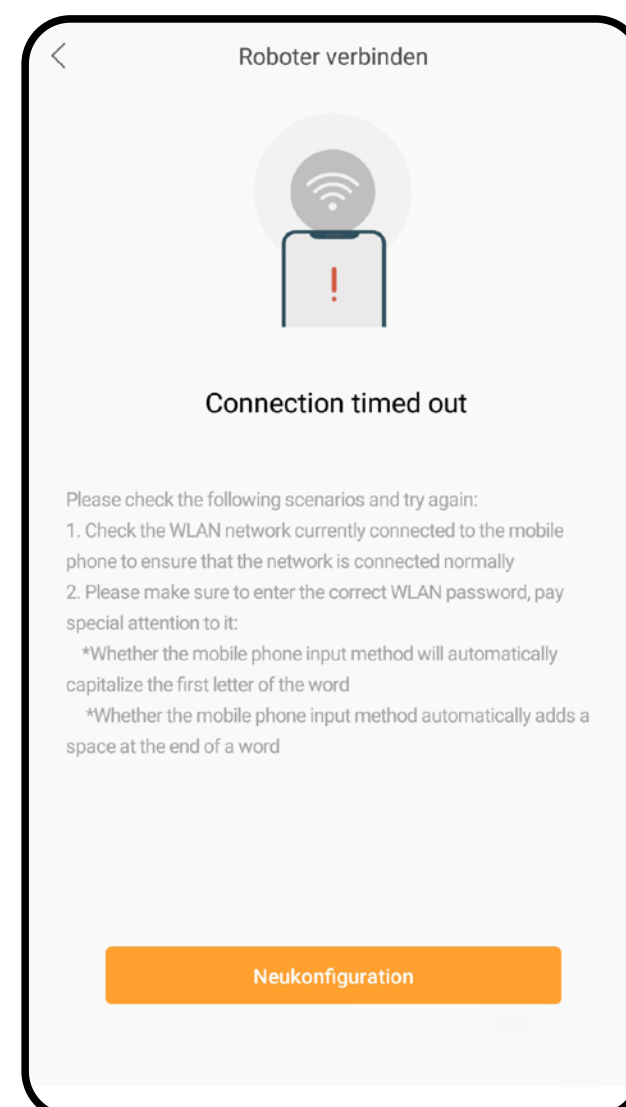 Roboter verbinden
!
Connection timed out
Please check the following scenarios and try again:
1. Check the WLAN network currently connected to the mobile
phone to ensure that the network is connected normally
2. Please make sure to enter the correct WLAN password, pay
special attention to it:
*Whether the mobile phone input method will automatically
capitalize the first letter of the word
*Whether the mobile phone input method automatically adds a
space at the end of a word
Neukonfiguration